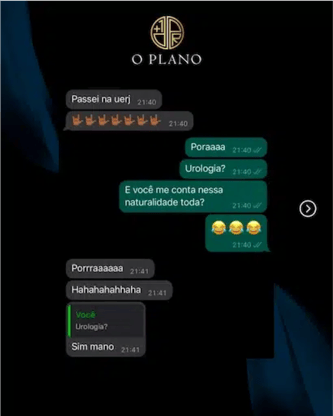 O PLANO
Passei na uerj
21:40
🤘🏾🤘🏾🤘🏾🤘🏾🤘🏾🤘🏾🤘🏾
21:40
Poraaaa
21:40
Urologia?
21:40
E você me conta nessa
naturalidade toda?
21:40
😂😂😂
21:40
Porrraaaaaa
21:41
Hahahahahhaha
21:41
Você
Urologia?
Sim mano
21:41